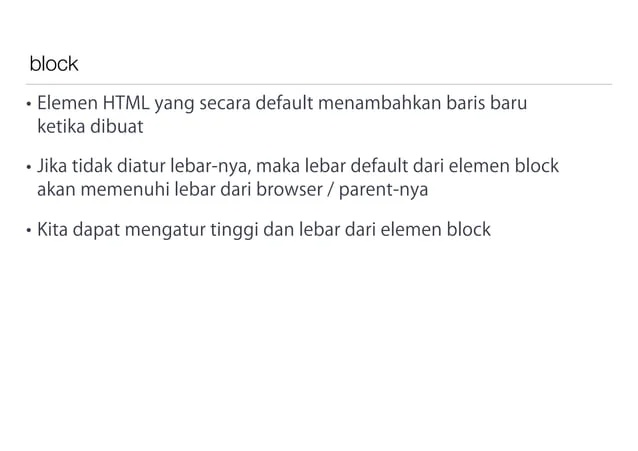 block
• Elemen HTML yang secara default menambahkan baris baru
ketika dibuat
• Jika tidak diatur lebar-nya, maka lebar default dari elemen block
akan memenuhi lebar dari browser / parent-nya
• Kita dapat mengatur tinggi dan lebar dari elemen block